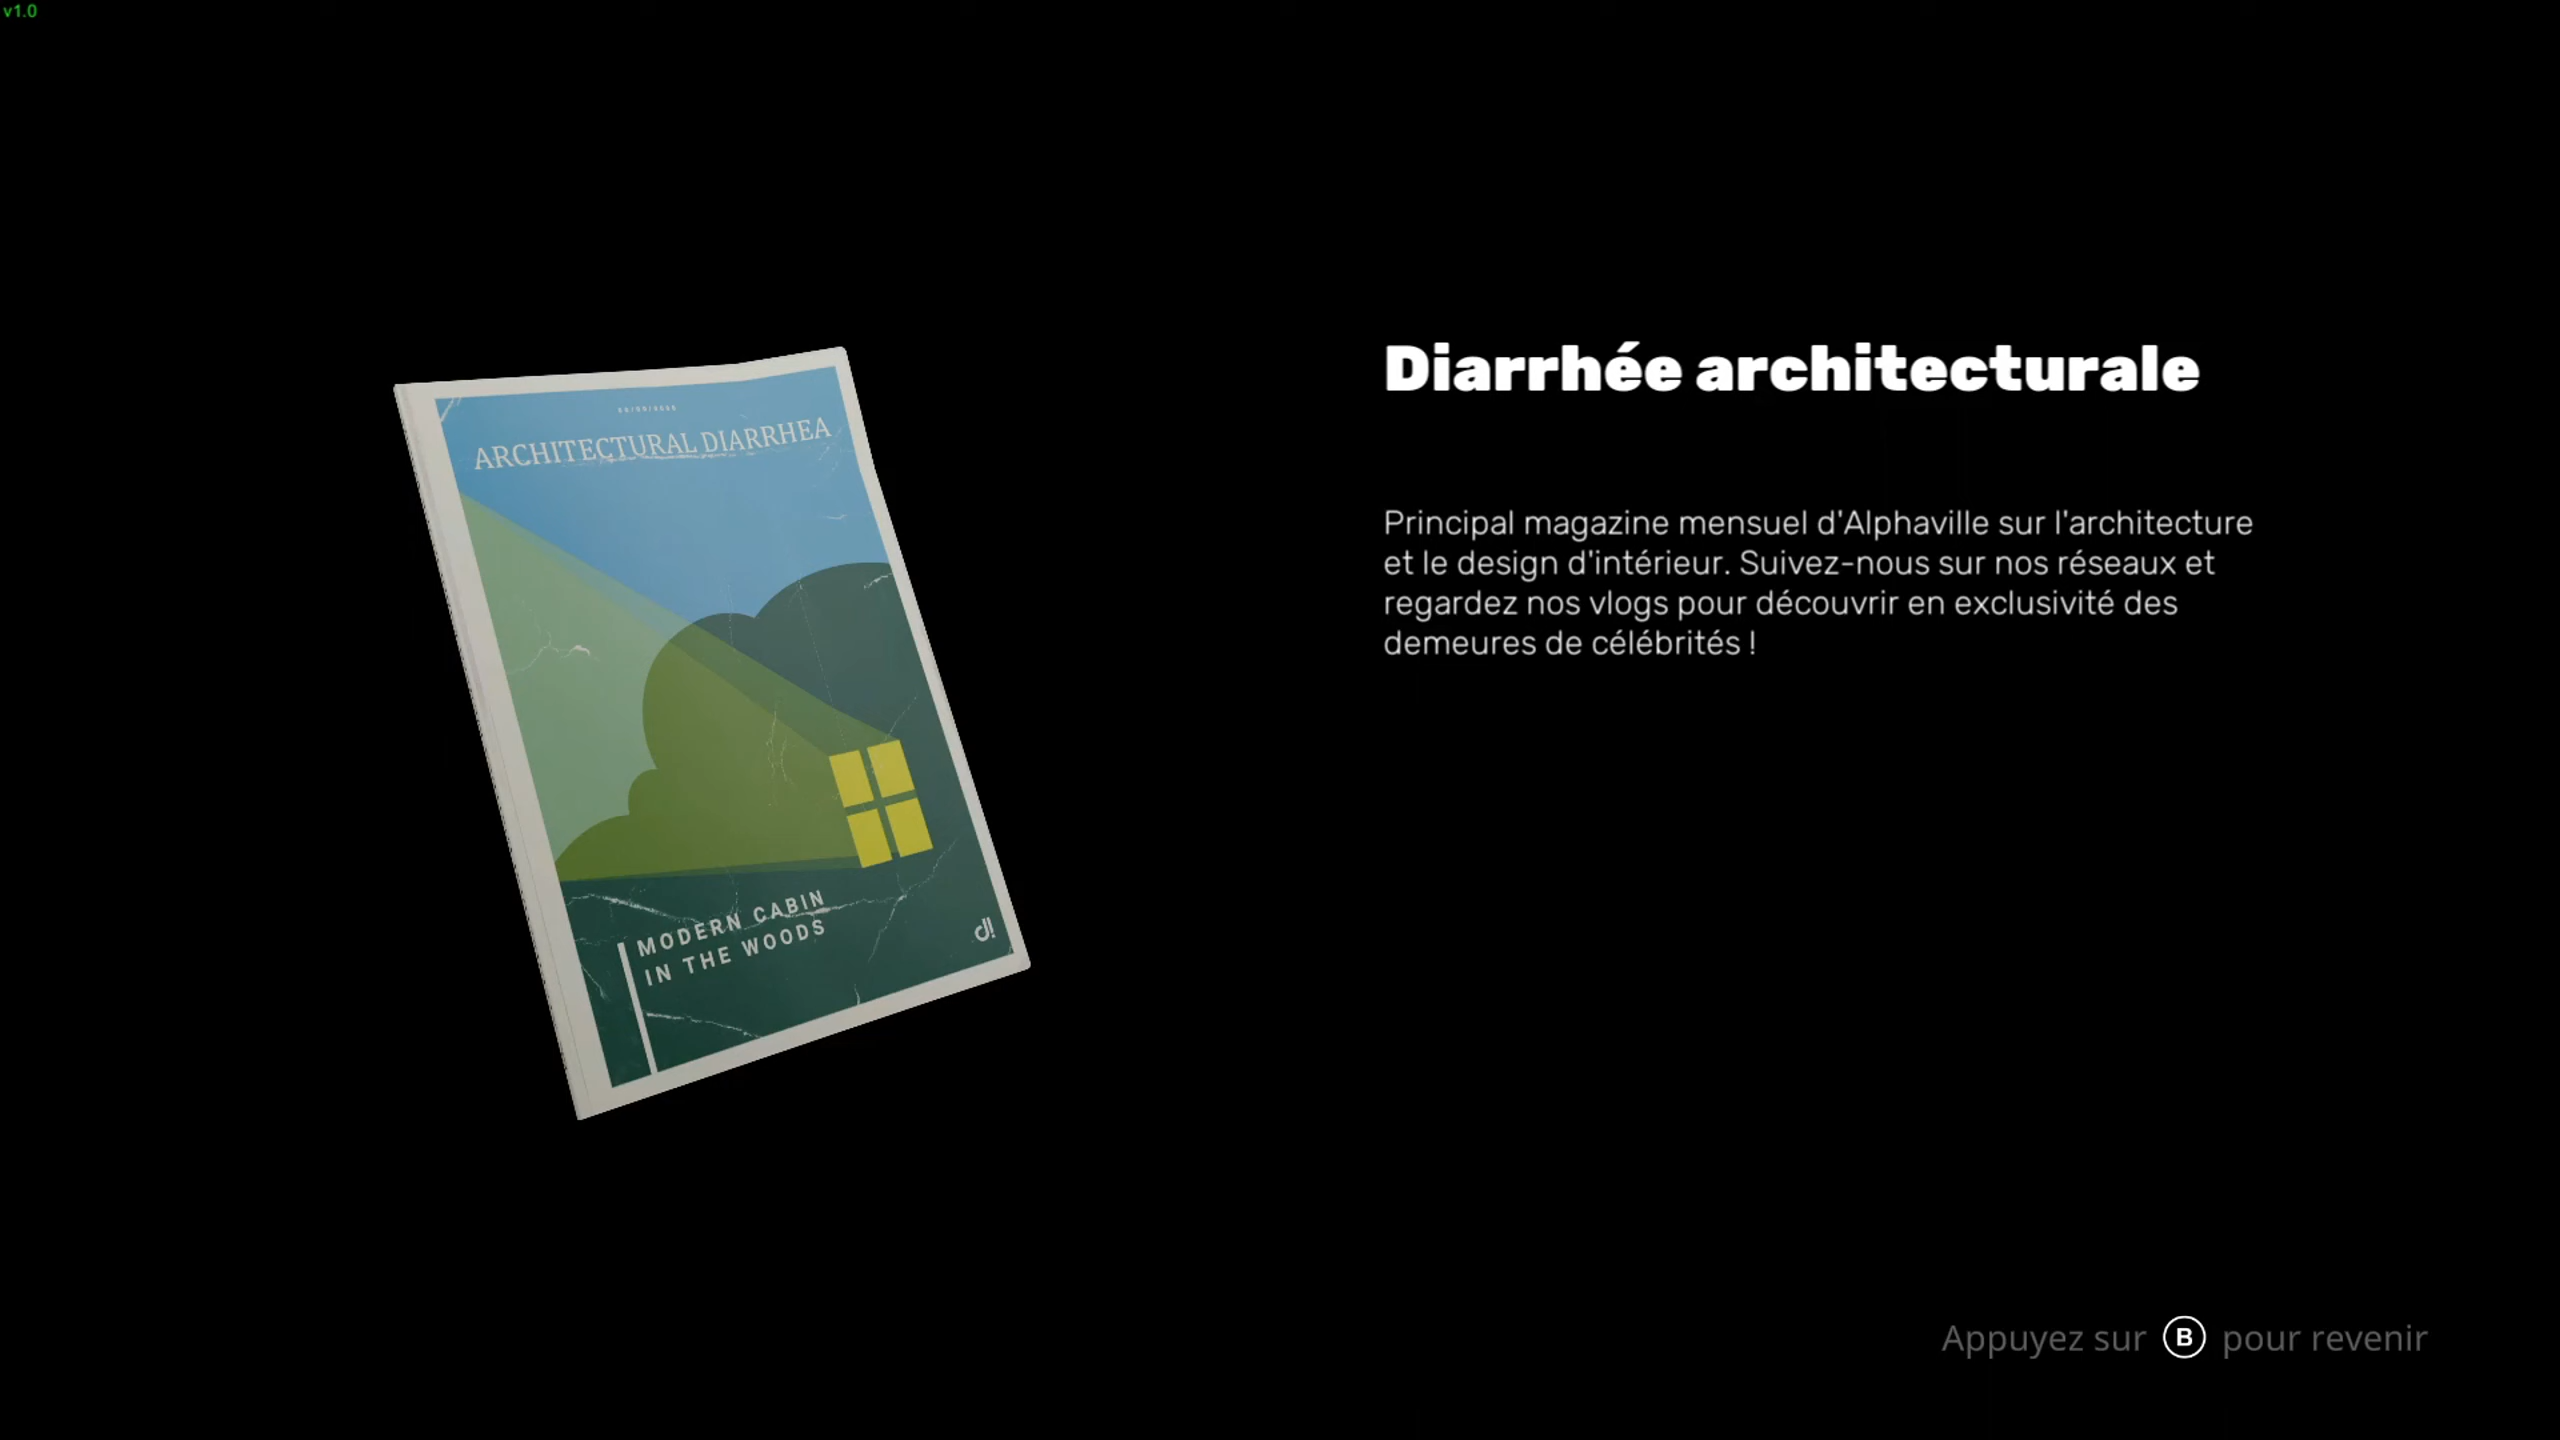 v1.0
ARCHITECTURAL DIARRHEA
MODERN CABIN
IN THE WOODS
d!
Diarrhée architecturale
Principal magazine mensuel d'Alphaville sur l'architecture
et le design d'intérieur. Suivez-nous sur nos réseaux et
regardez nos vlogs pour découvrir en exclusivité des
demeures de célébrités !
Appuyez sur B pour revenir